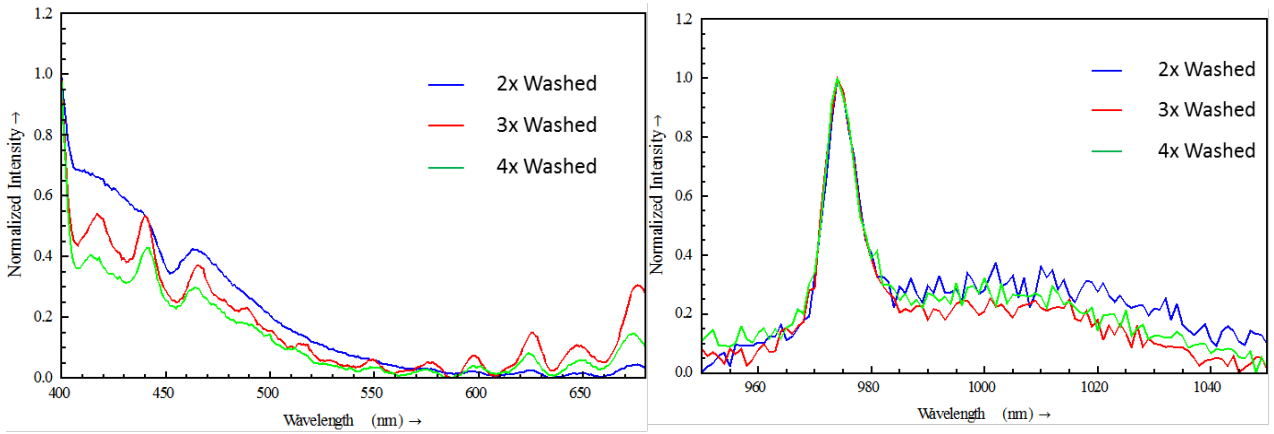 1.2
1.0
0.8
0.6
0.4
0.2
0.0
Normalized Intensity →
2x Washed
3x Washed
4x Washed
400 450 500 550 600 650
Wavelength (nm) →
1.2
1.0
0.8
0.6
0.4
0.2
0.0
Normalized Intensity →
2x Washed
3x Washed
4x Washed
960 980 1000 1020 1040
Wavelength (nm) →